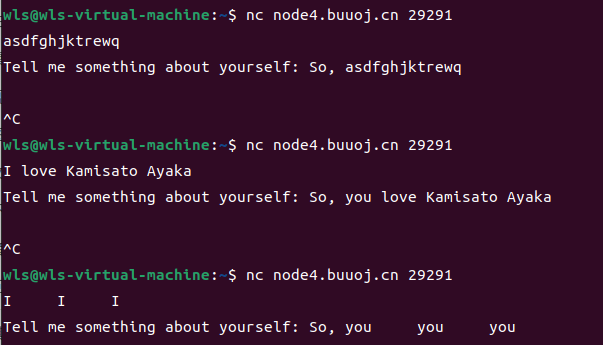 wls@wls-virtual-machine:~$ nc node4.buuoj.cn 29291
asdfghjktrewq
Tell me something about yourself: So, asdfghjktrewq
^C
wls@wls-virtual-machine:~$ nc node4.buuoj.cn 29291
I love Kamisato Ayaka
Tell me something about yourself: So, you love Kamisato Ayaka
^C
wls@wls-virtual-machine:~$ nc node4.buuoj.cn 29291
I     I     I
Tell me something about yourself: So, you     you     you